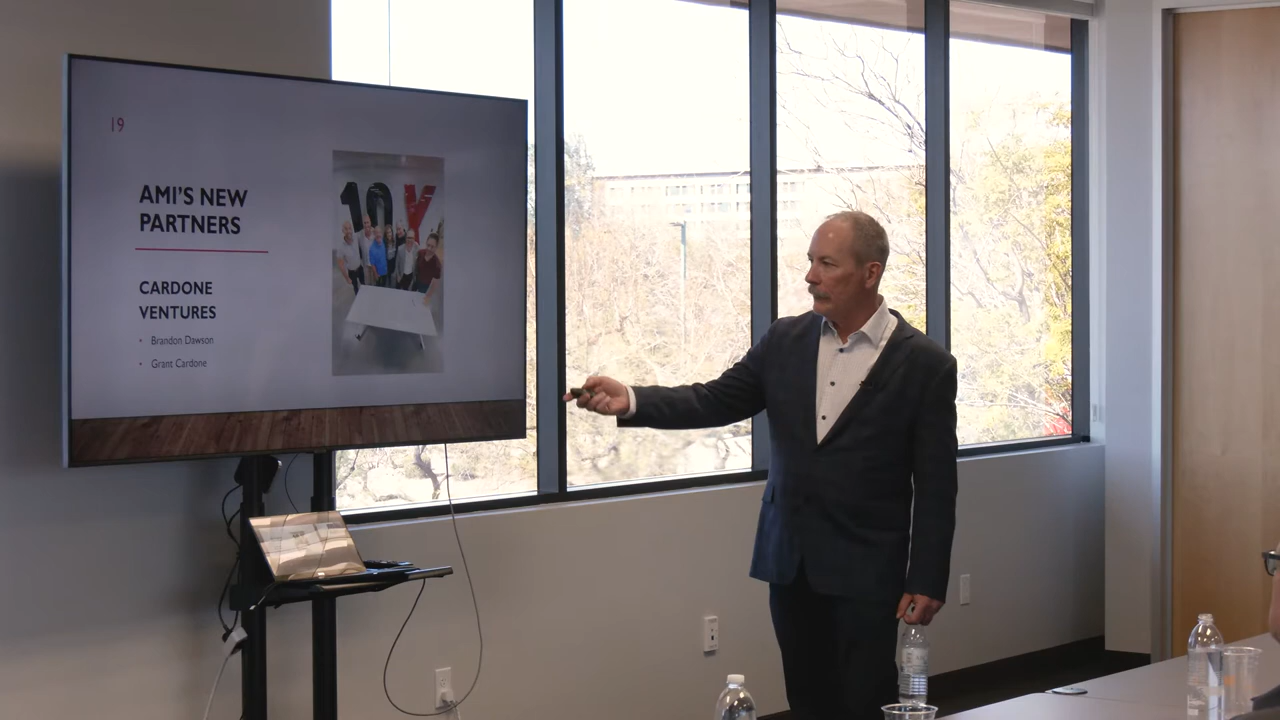 19
AMI'S NEW
PARTNERS
CARDONE
VENTURES
• Brandon Dawson
• Grant Cardone
10X